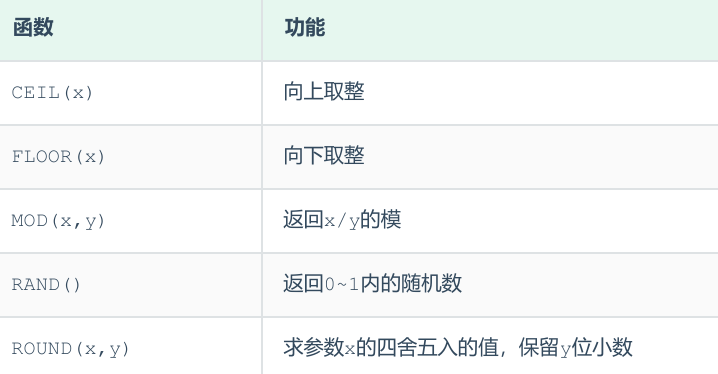 函数 功能
CEIL(x) 向上取整
FLOOR(x) 向下取整
MOD(x,y) 返回x/y的模
RAND() 返回0~1内的随机数
ROUND(x,y) 求参数x的四舍五入的值，保留y位小数